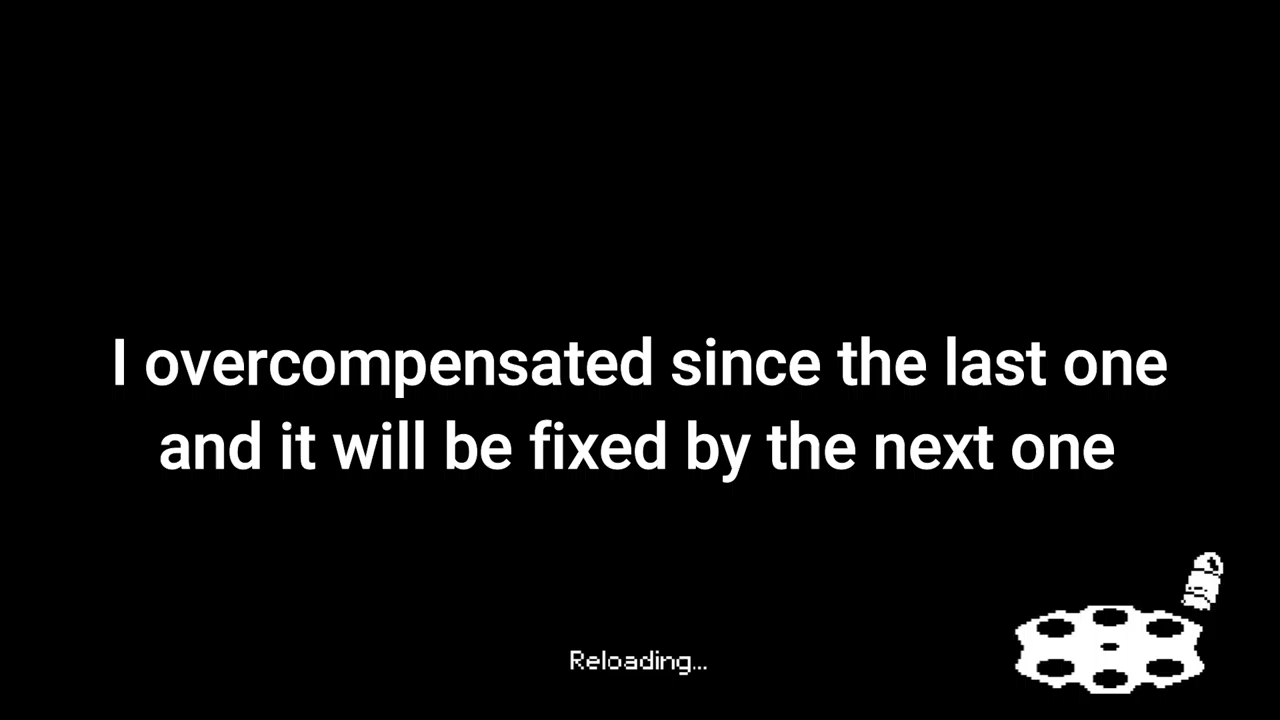 I overcompensated since the last one
and it will be fixed by the next one
Reloading...